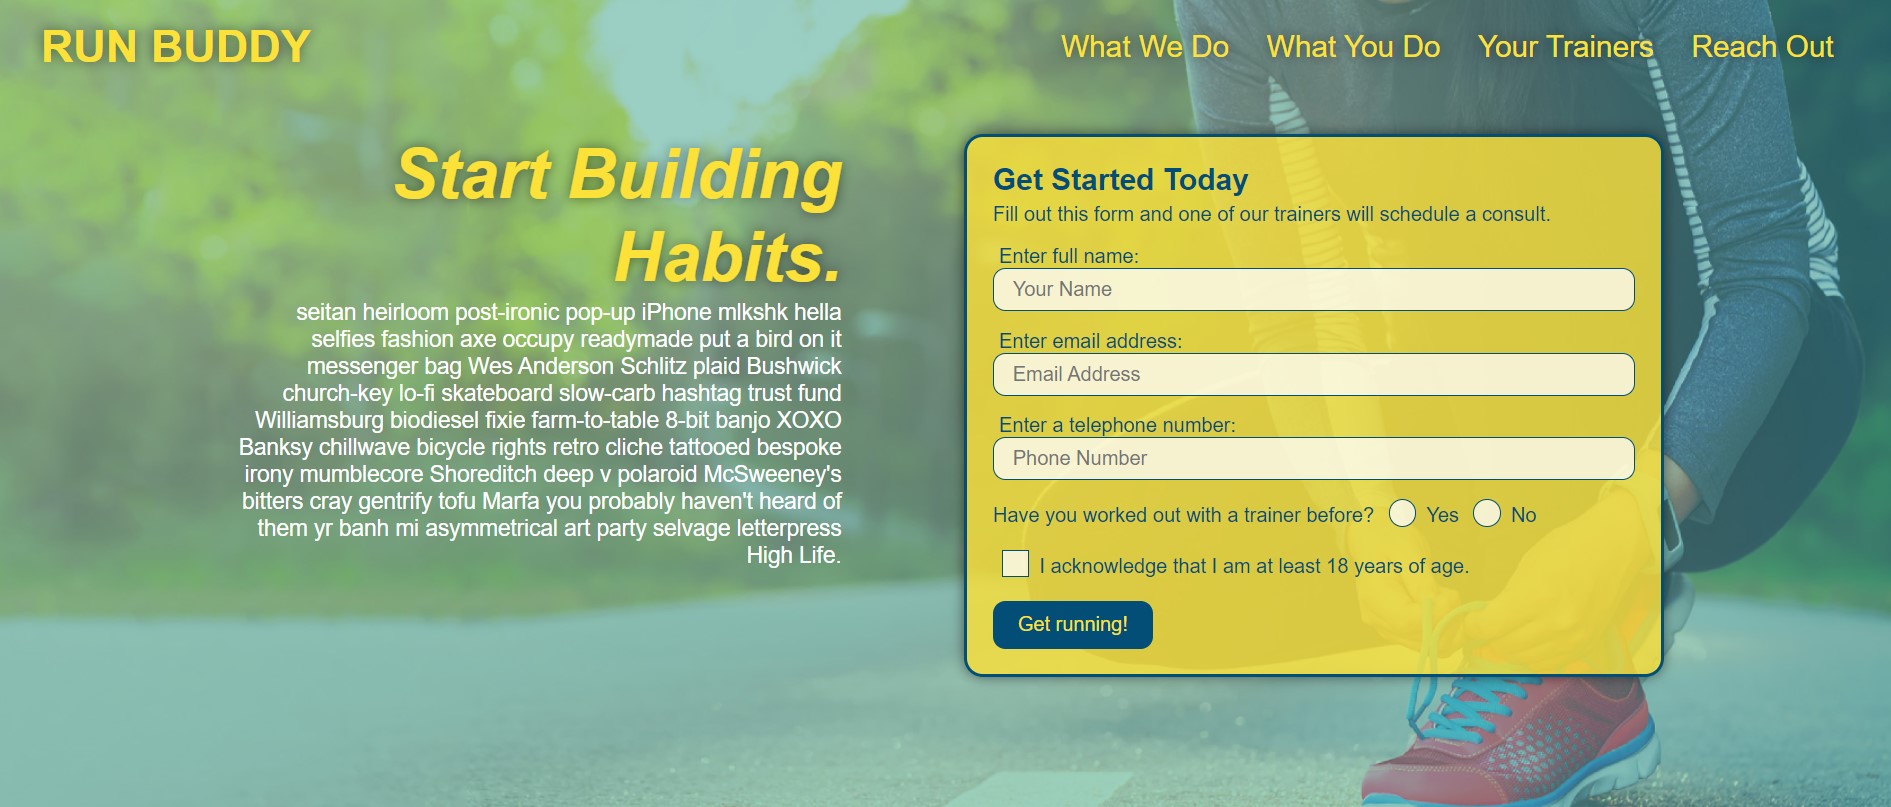 RUN BUDDY
What We Do
What You Do
Your Trainers
Reach Out
Start Building
Habits.
seitan heirloom post-ironic pop-up iPhone mlkshk hella
selfies fashion axe occupy readymade put a bird on it
messenger bag Wes Anderson Schlitz plaid Bushwick
church-key lo-fi skateboard slow-carb hashtag trust fund
Williamsburg biodiesel fixie farm-to-table 8-bit banjo XOXO
Banksy chillwave bicycle rights retro cliche tattooed bespoke
irony mumblecore Shoreditch deep v polaroid McSweeney's
bitters cray gentrify tofu Marfa you probably haven't heard of
them yr banh mi asymmetrical art party selvage letterpress
High Life.
Get Started Today
Fill out this form and one of our trainers will schedule a consult.
Enter full name:
Your Name
Enter email address:
Email Address
Enter a telephone number:
Phone Number
Have you worked out with a trainer before? Yes No
I acknowledge that I am at least 18 years of age.
Get running!